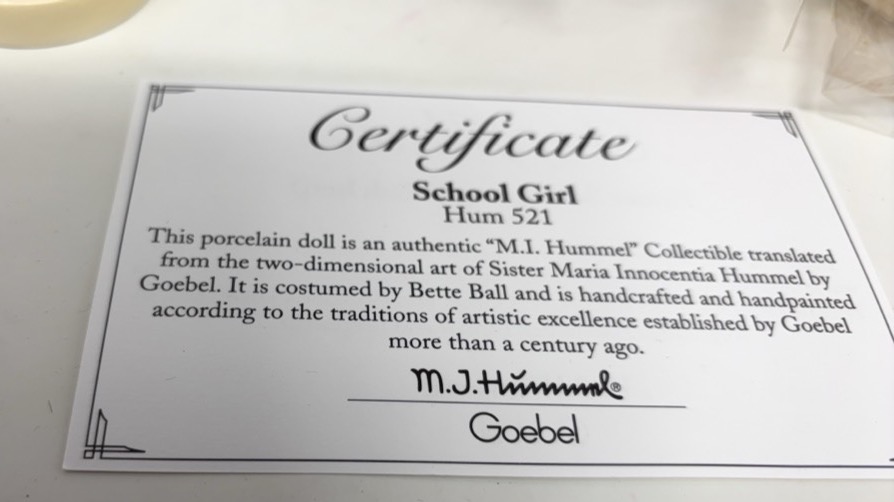 Certificate
School Girl
Hum 521
This porcelain doll is an authentic “M.I. Hummel” Collectible translated
from the two-dimensional art of Sister Maria Innocentia Hummel by
Goebel. It is costumed by Bette Ball and is handcrafted and handpainted
according to the traditions of artistic excellence established by Goebel
more than a century ago.
M.J.Hummel®
Goebel